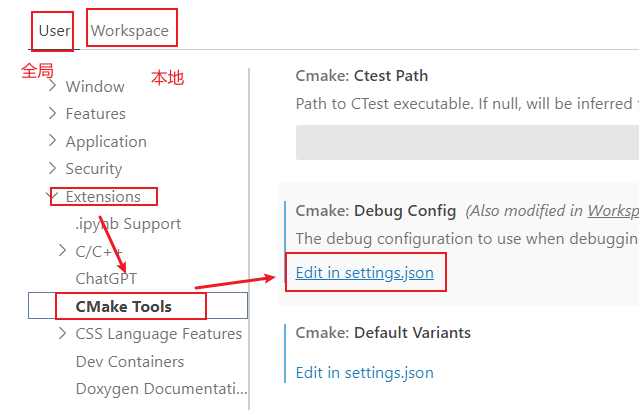 User Workspace
全局
本地
Window
Features
Application
Security
Extensions
.ipynb Support
C/C++
ChatGPT
CMake Tools
CSS Language Features
Dev Containers
Doxygen Documentati...
Cmake: Ctest Path
Path to CTest executable. If null, will be inferred
Cmake: Debug Config (Also modified in Worksp
The debug configuration to use when debuggin
Edit in settings.json
Cmake: Default Variants
Edit in settings.json